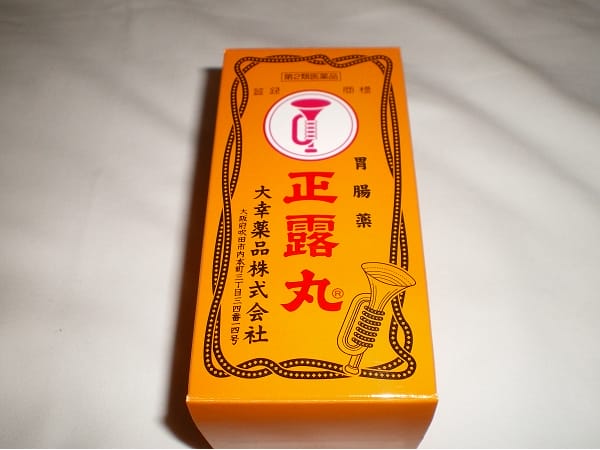 第2類医薬品
登録 商標
胃腸薬
正露丸®
大幸薬品株式会社
大阪府吹田市内本町三丁目三四番一四号